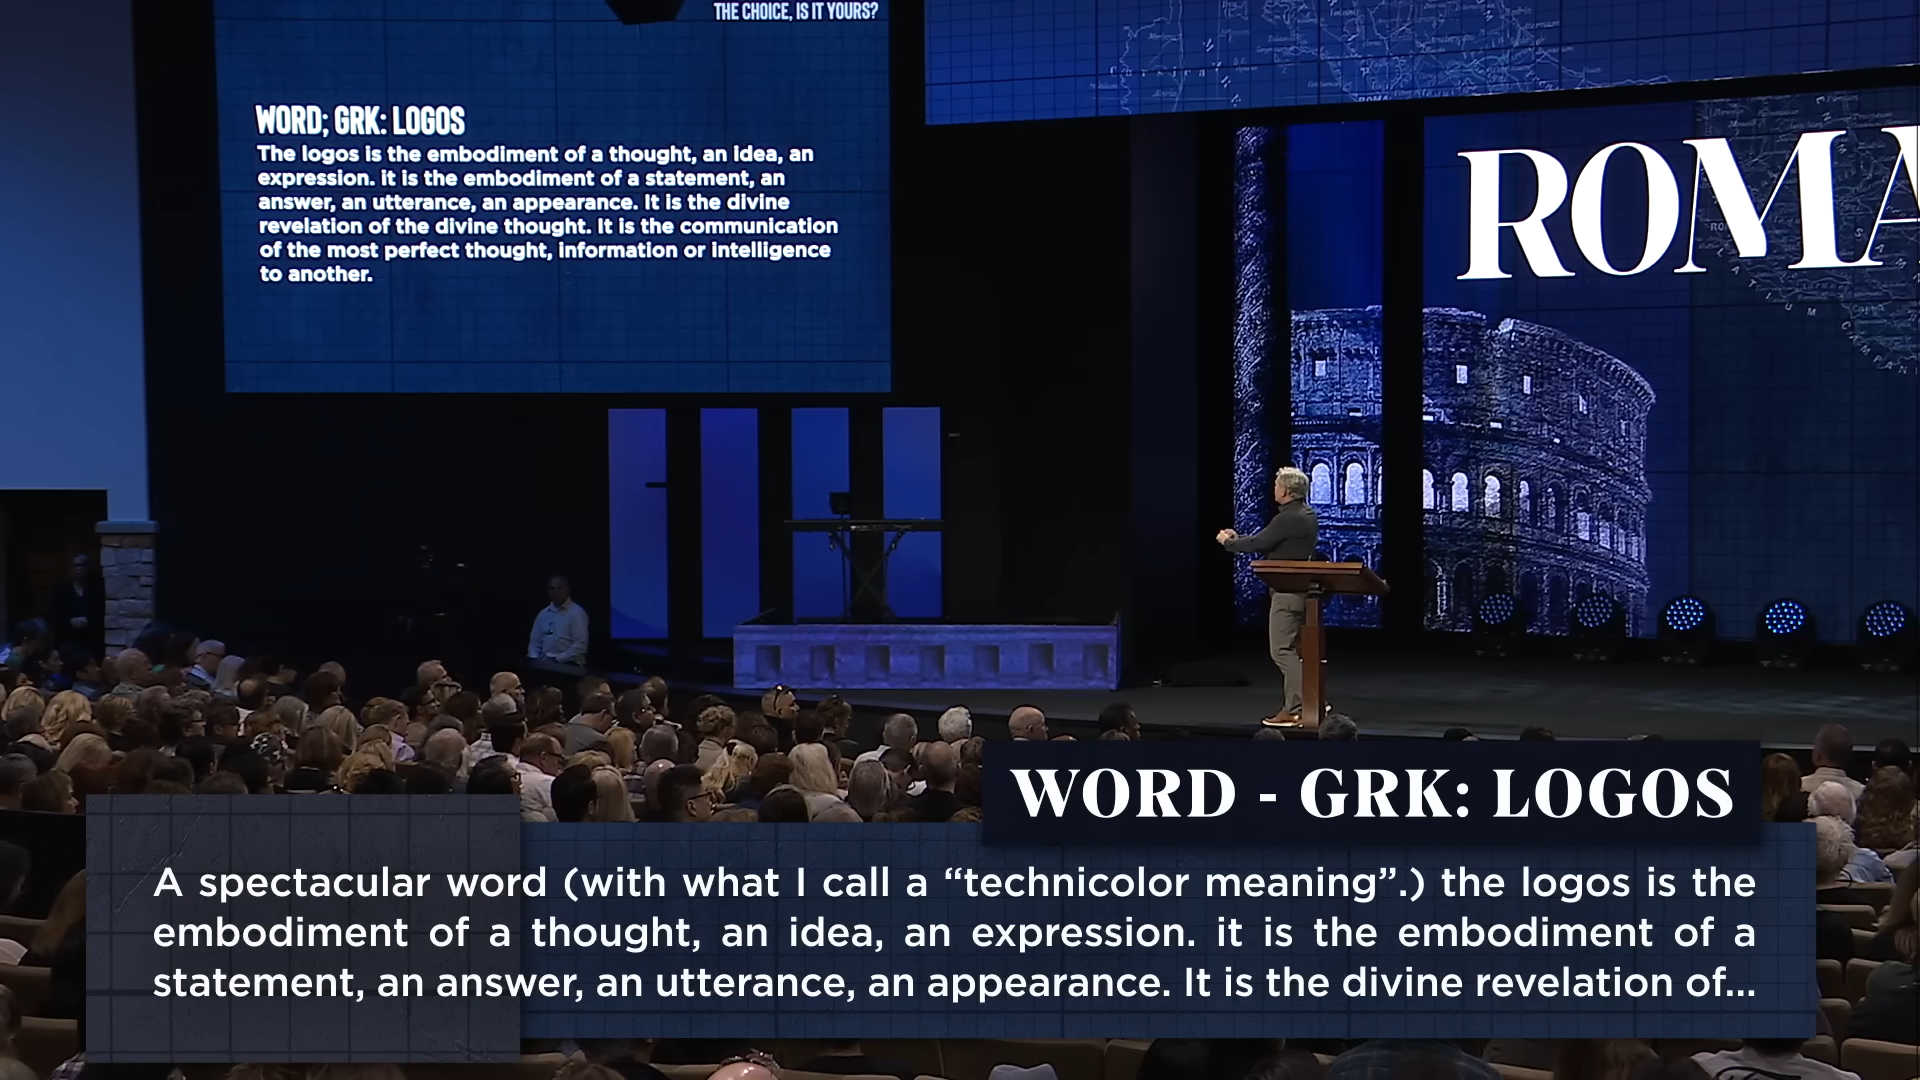 THE CHOICE, IS IT YOURS?
WORD; GRK: LOGOS
The logos is the embodiment of a thought, an idea, an
expression. it is the embodiment of a statement, an
answer, an utterance, an appearance. It is the divine
revelation of the divine thought. It is the communication
of the most perfect thought, information or intelligence
to another.
ROMA
WORD - GRK: LOGOS
A spectacular word (with what I call a “technicolor meaning”.) the logos is the
embodiment of a thought, an idea, an expression. it is the embodiment of a
statement, an answer, an utterance, an appearance. It is the divine revelation of...